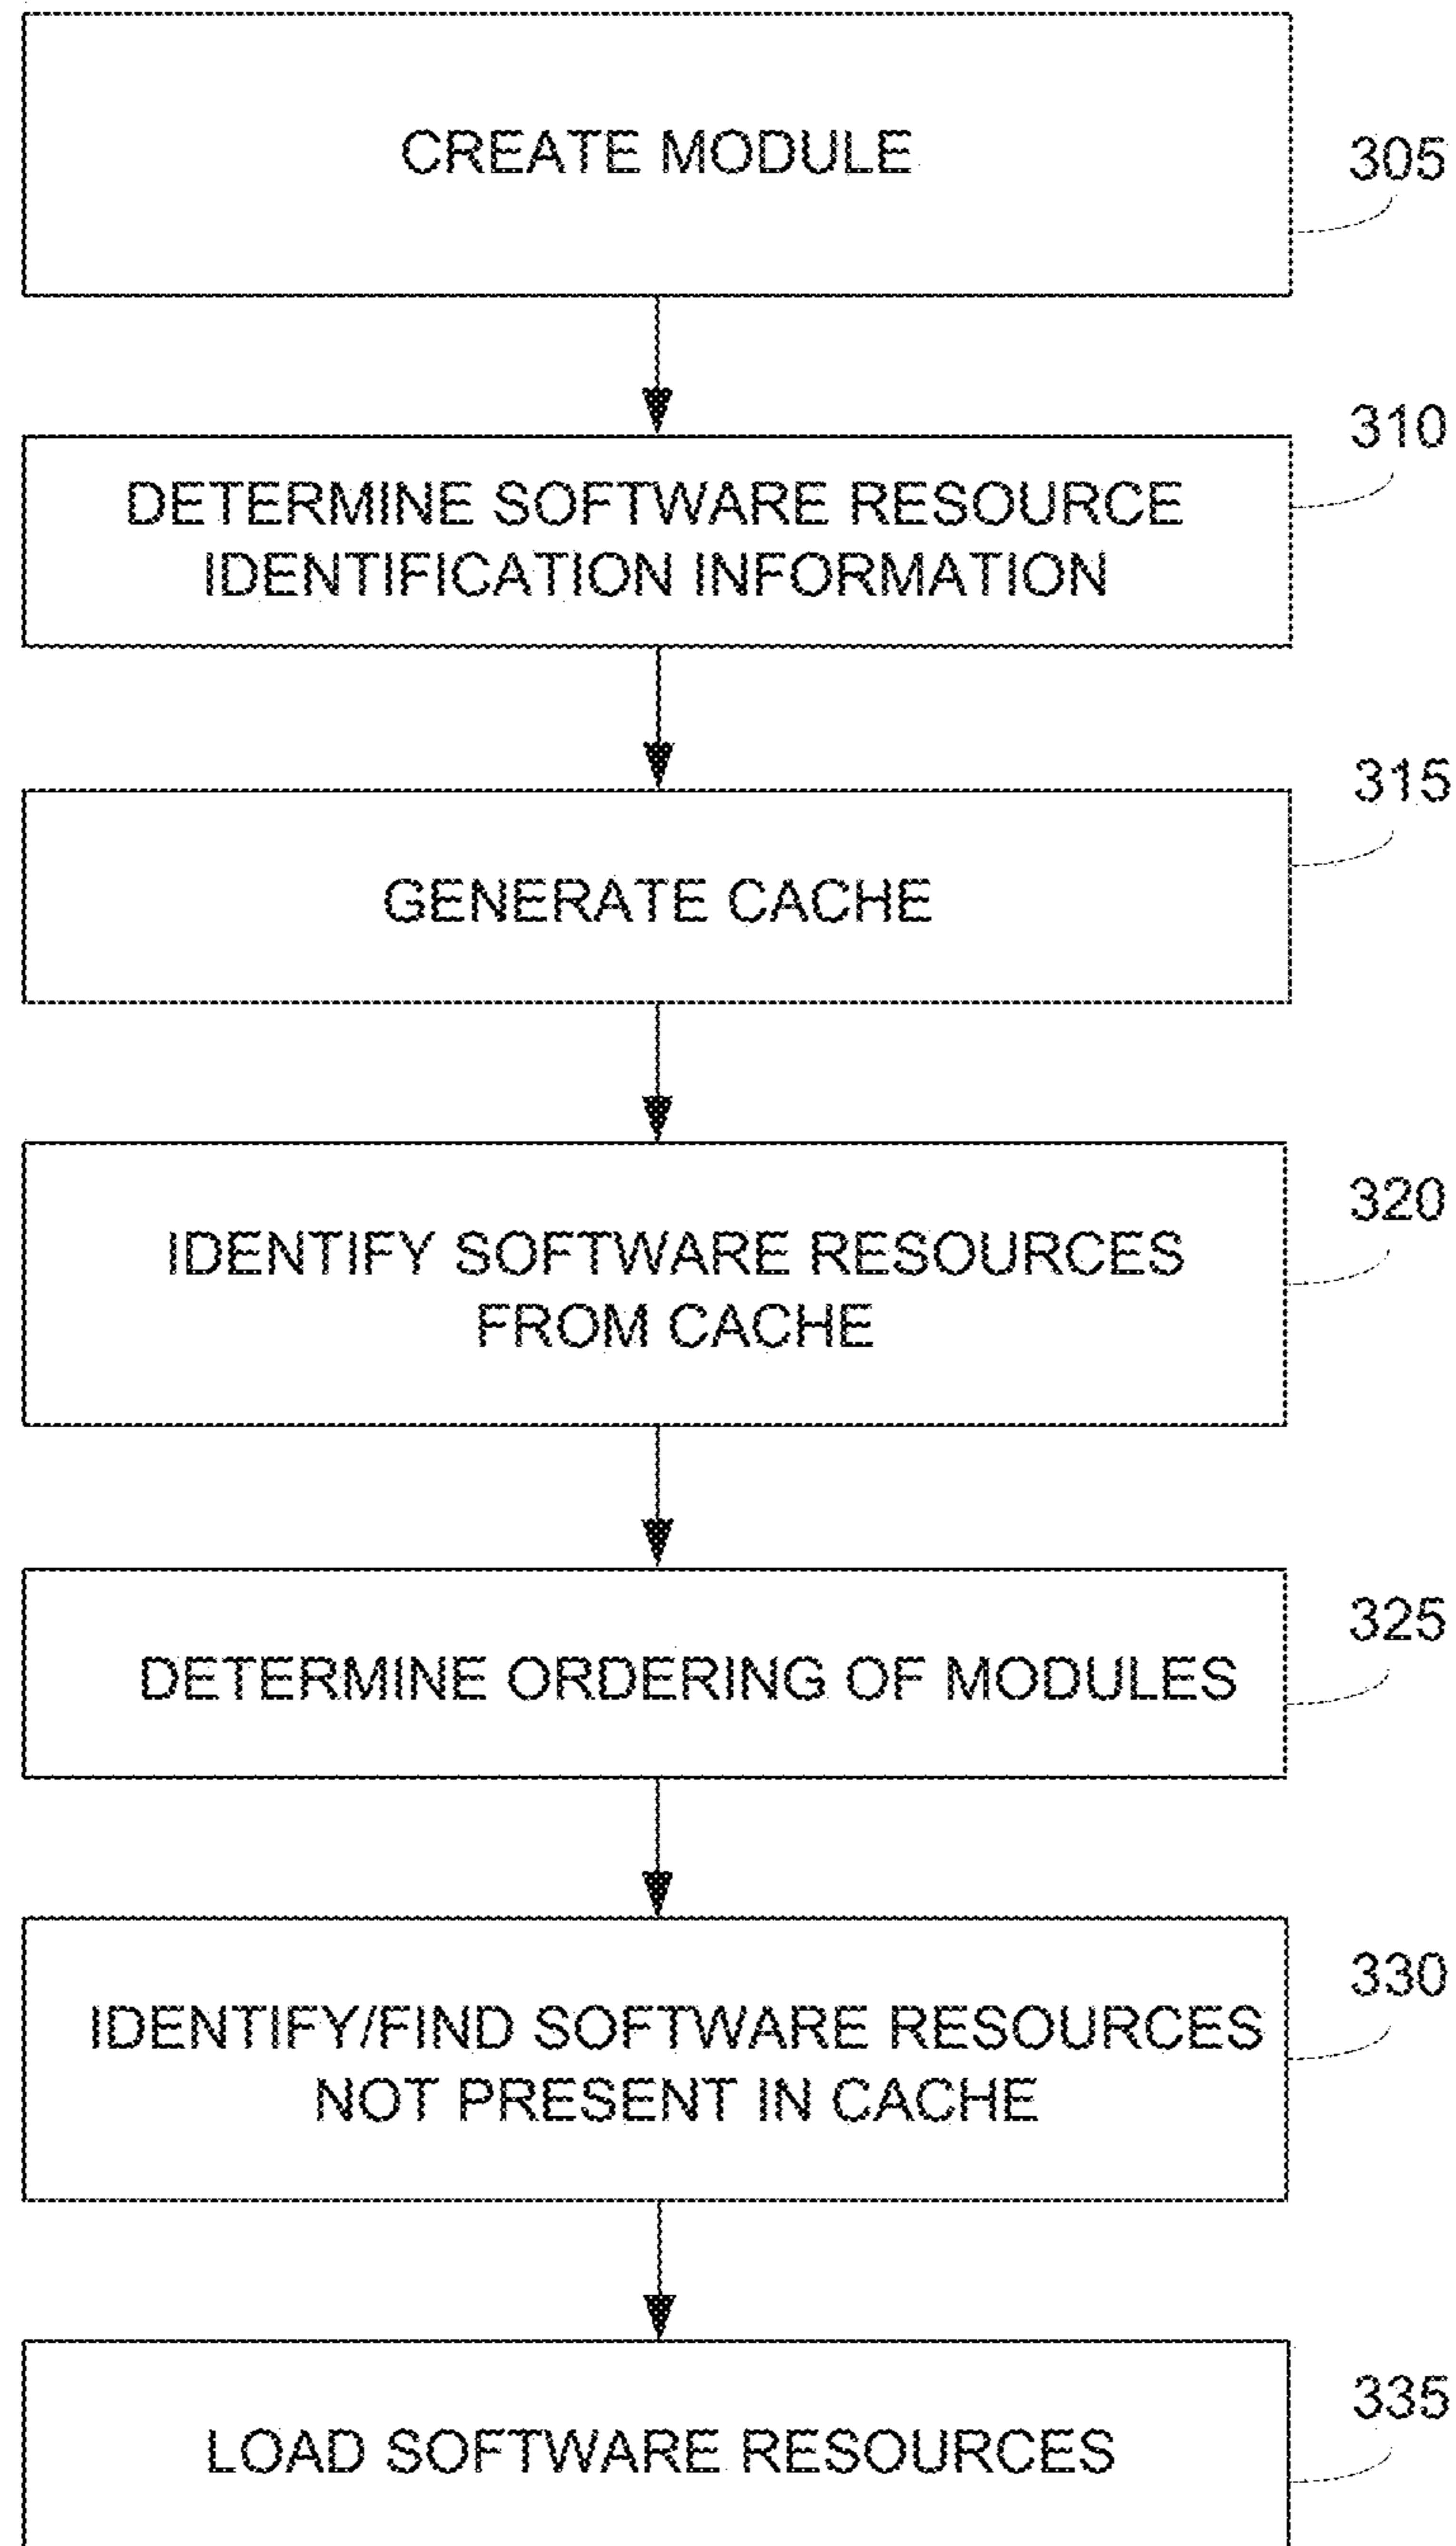 CREATE MODULE
305
310
DETERMINE SOFTWARE RESOURCE
IDENTIFICATION INFORMATION
315
GENERATE CACHE
320
IDENTIFY SOFTWARE RESOURCES
FROM CACHE
325
DETERMINE ORDERING OF MODULES
330
IDENTIFY/FIND SOFTWARE RESOURCES
NOT PRESENT IN CACHE
335
LOAD SOFTWARE RESOURCES